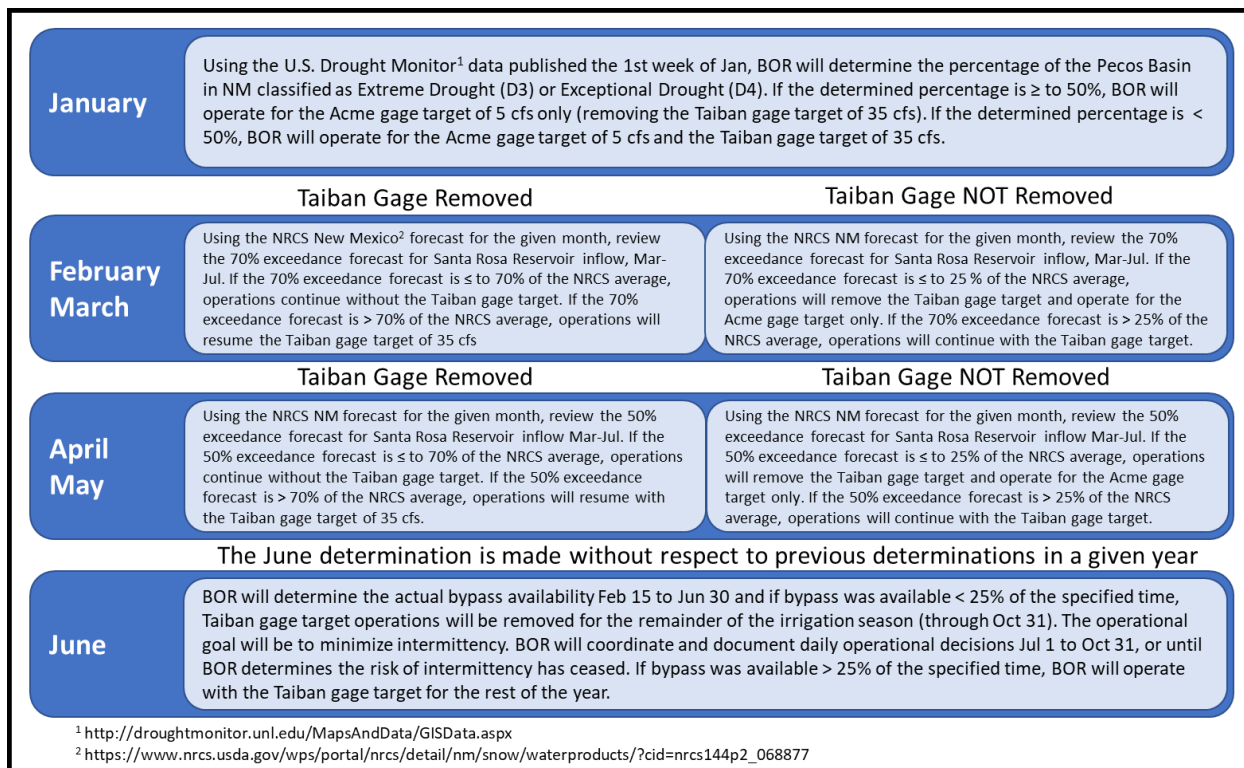 January
Using the U.S. Drought Monitor¹ data published the 1st week of Jan, BOR will determine the percentage of the Pecos Basin
in NM classified as Extreme Drought (D3) or Exceptional Drought (D4). If the determined percentage is ≥ to 50%, BOR will
operate for the Acme gage target of 5 cfs only (removing the Taiban gage target of 35 cfs). If the determined percentage is <
50%, BOR will operate for the Acme gage target of 5 cfs and the Taiban gage target of 35 cfs.
Taiban Gage Removed
Taiban Gage NOT Removed
February
March
Using the NRCS New Mexico² forecast for the given month, review
the 70% exceedance forecast for Santa Rosa Reservoir inflow, Mar-
Jul. If the 70% exceedance forecast is ≤ to 70% of the NRCS average,
operations continue without the Taiban gage target. If the 70%
exceedance forecast is > 70% of the NRCS average, operations will
resume the Taiban gage target of 35 cfs
Using the NRCS NM forecast for the given month, review the 70%
exceedance forecast for Santa Rosa Reservoir inflow, Mar-Jul. If the
70% exceedance forecast is ≤ to 25 % of the NRCS average,
operations will remove the Taiban gage target and operate for the
Acme gage target only. If the 70% exceedance forecast is > 25% of the
NRCS average, operations will continue with the Taiban gage target.
Taiban Gage Removed
Taiban Gage NOT Removed
April
May
Using the NRCS NM forecast for the given month, review the 50%
exceedance forecast for Santa Rosa Reservoir inflow Mar-Jul. If the
50% exceedance forecast is ≤ to 70% of the NRCS average, operations
continue without the Taiban gage target. If the 50% exceedance
forecast is > 70% of the NRCS average, operations will resume with
the Taiban gage target of 35 cfs.
Using the NRCS NM forecast for the given month, review the 50%
exceedance forecast for Santa Rosa Reservoir inflow Mar-Jul. If the
50% exceedance forecast is ≤ to 25% of the NRCS average, operations
will remove the Taiban gage target and operate for the Acme gage
target only. If the 50% exceedance forecast is > 25% of the NRCS
average, operations will continue with the Taiban gage target.
The June determination is made without respect to previous determinations in a given year
June
BOR will determine the actual bypass availability Feb 15 to Jun 30 and if bypass was available < 25% of the specified time,
Taiban gage target operations will be removed for the remainder of the irrigation season (through Oct 31). The operational
goal will be to minimize intermittency. BOR will coordinate and document daily operational decisions Jul 1 to Oct 31, or until
BOR determines the risk of intermittency has ceased. If bypass was available > 25% of the specified time, BOR will operate
with the Taiban gage target for the rest of the year.
¹ http://droughtmonitor.unl.edu/MapsAndData/GISData.aspx
² https://www.nrcs.usda.gov/wps/portal/nrcs/detail/nm/snow/waterproducts/?cid=nrcs144p2_068877